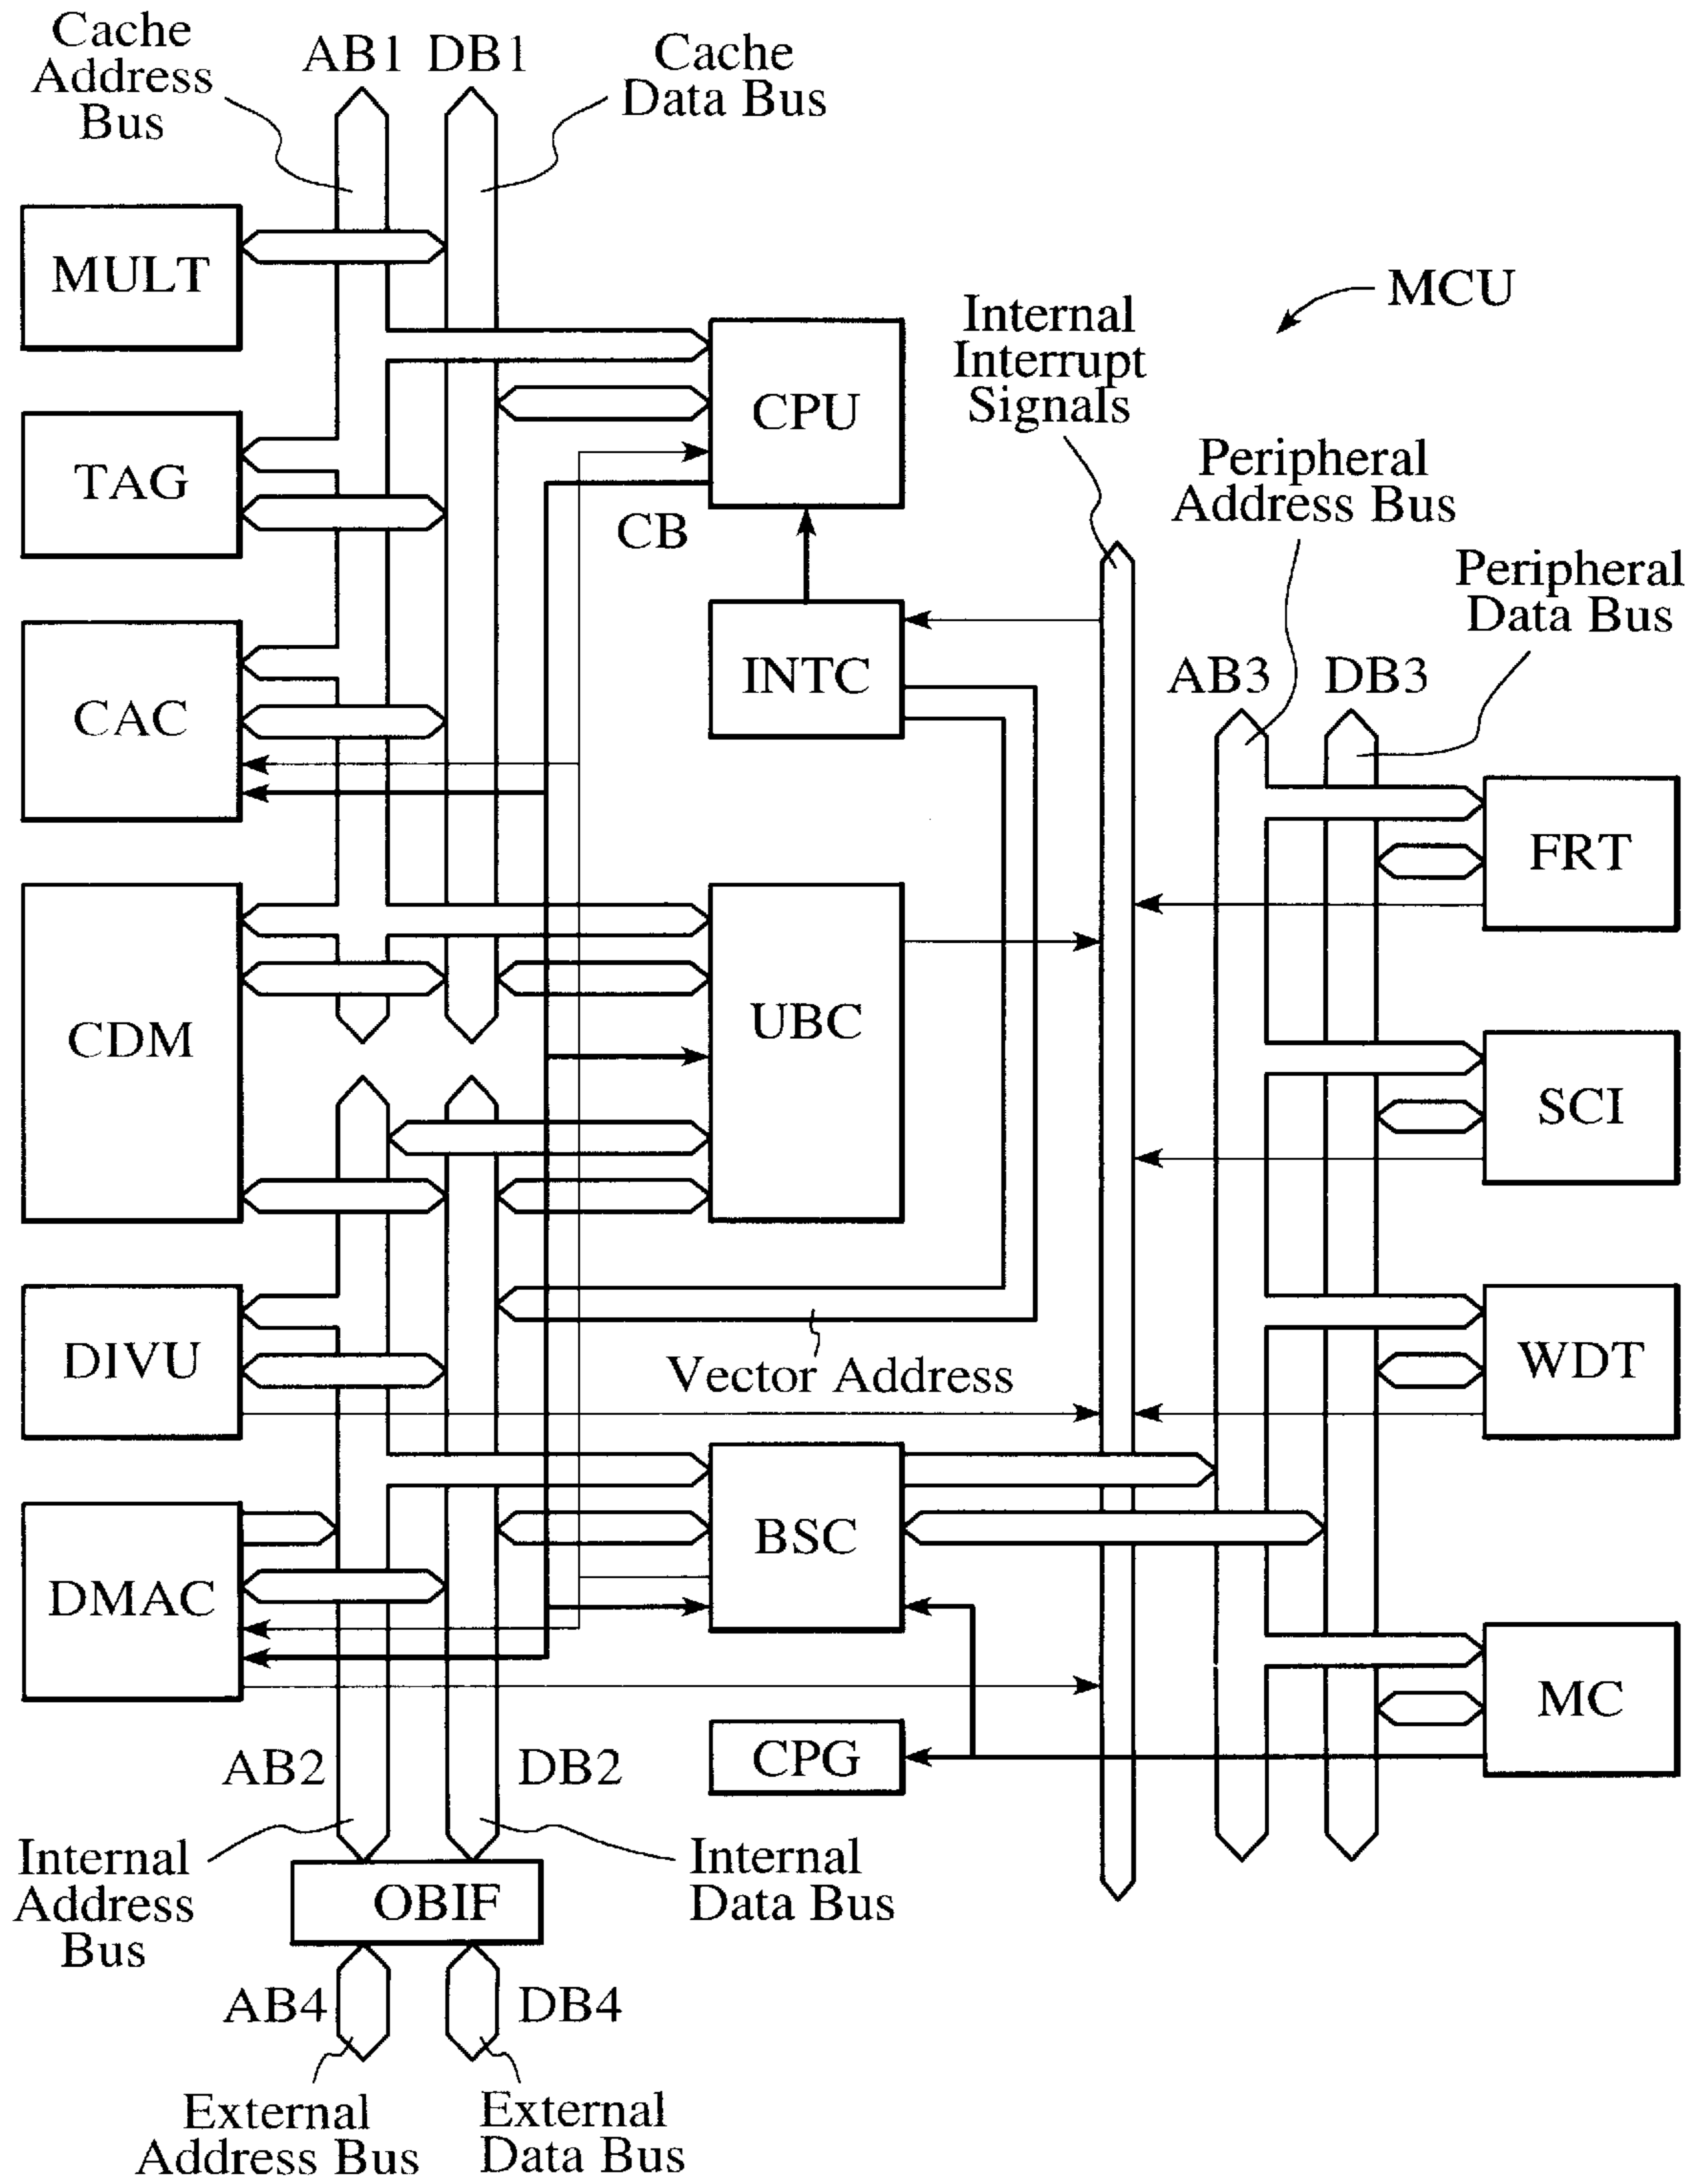 Cache
Address
Bus
AB1
DB1
Cache
Data Bus
MULT
MCU
Internal
Interrupt
Signals
CPU
TAG
CB
Peripheral
Address Bus
Peripheral
Data Bus
INTC
CAC
AB3
DB3
FRT
CDM
UBC
SCI
DIVU
Vector Address
WDT
BSC
DMAC
MC
CPG
AB2
DB2
Internal
Address
Bus
Internal
Data Bus
OBIF
AB4
DB4
External
Address Bus
External
Data Bus